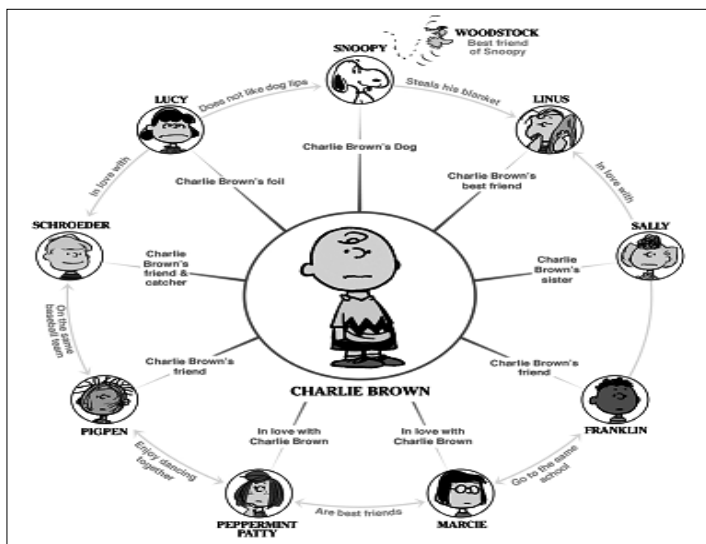 WOODSTOCK
Best friend
of Snoopy
SNOOPY
Does not like dog lips
Steals his blanket
LUCY
LINUS
Charlie Brown's Dog
Charlie Brown's foil
Charlie Brown's
best friend
In love with
In love with
SCHROEDER
SALLY
Charlie
Brown's
friend &
catcher
Charlie
Brown's
sister
On the same
baseball team
Charlie Brown's
friend
Charlie Brown's
friend
CHARLIE BROWN
PIGPEN
FRANKLIN
In love with
Charlie Brown
In love with
Charlie Brown
Enjoy dancing
together
Go to the same
school
Are best friends
PEPPERMINT
PATTY
MARCIE